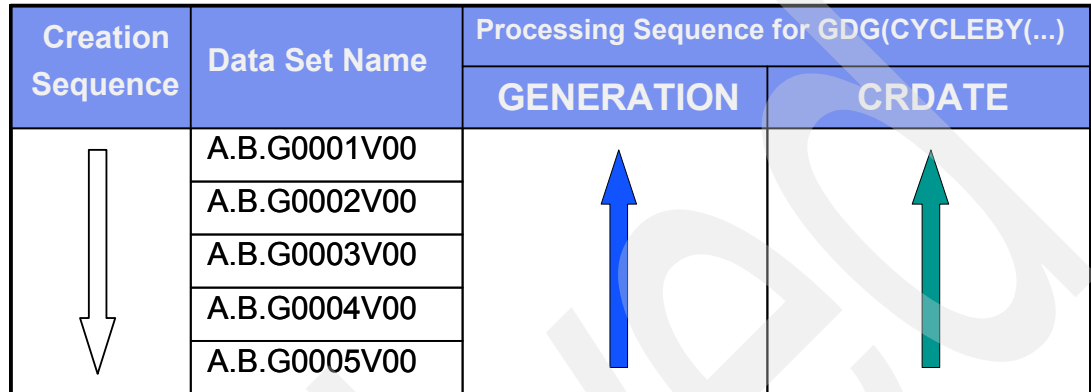 Creation
Sequence
Data Set Name
Processing Sequence for GDG(CYCLEBY(...)
GENERATION
CRDATE
A.B.G0001V00
A.B.G0002V00
A.B.G0003V00
A.B.G0004V00
A.B.G0005V00